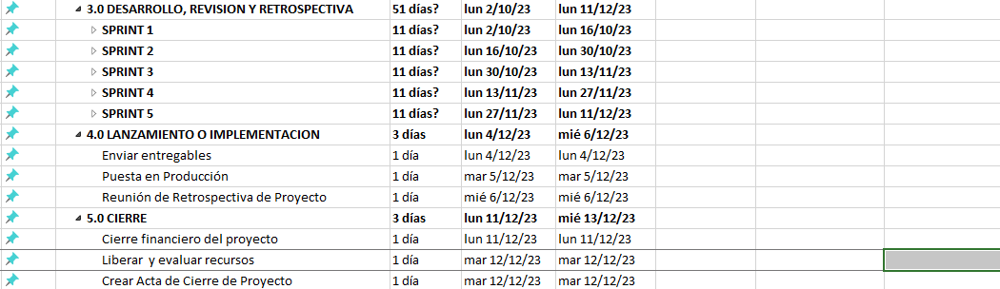 3.0 DESARROLLO, REVISION Y RETROSPECTIVA 51 días? lun 2/10/23 lun 11/12/23
SPRINT 1 11 días? lun 2/10/23 lun 16/10/23
SPRINT 2 11 días? lun 16/10/23 lun 30/10/23
SPRINT 3 11 días? lun 30/10/23 lun 13/11/23
SPRINT 4 11 días? lun 13/11/23 lun 27/11/23
SPRINT 5 11 días? lun 27/11/23 lun 11/12/23
4.0 LANZAMIENTO O IMPLEMENTACION 3 días lun 4/12/23 mié 6/12/23
Enviar entregables 1 día lun 4/12/23 lun 4/12/23
Puesta en Producción 1 día mar 5/12/23 mar 5/12/23
Reunión de Retrospectiva de Proyecto 1 día mié 6/12/23 mié 6/12/23
5.0 CIERRE 3 días lun 11/12/23 mié 13/12/23
Cierre financiero del proyecto 1 día lun 11/12/23 lun 11/12/23
Liberar y evaluar recursos 1 día mar 12/12/23 mar 12/12/23
Crear Acta de Cierre de Proyecto 1 día mar 12/12/23 mar 12/12/23